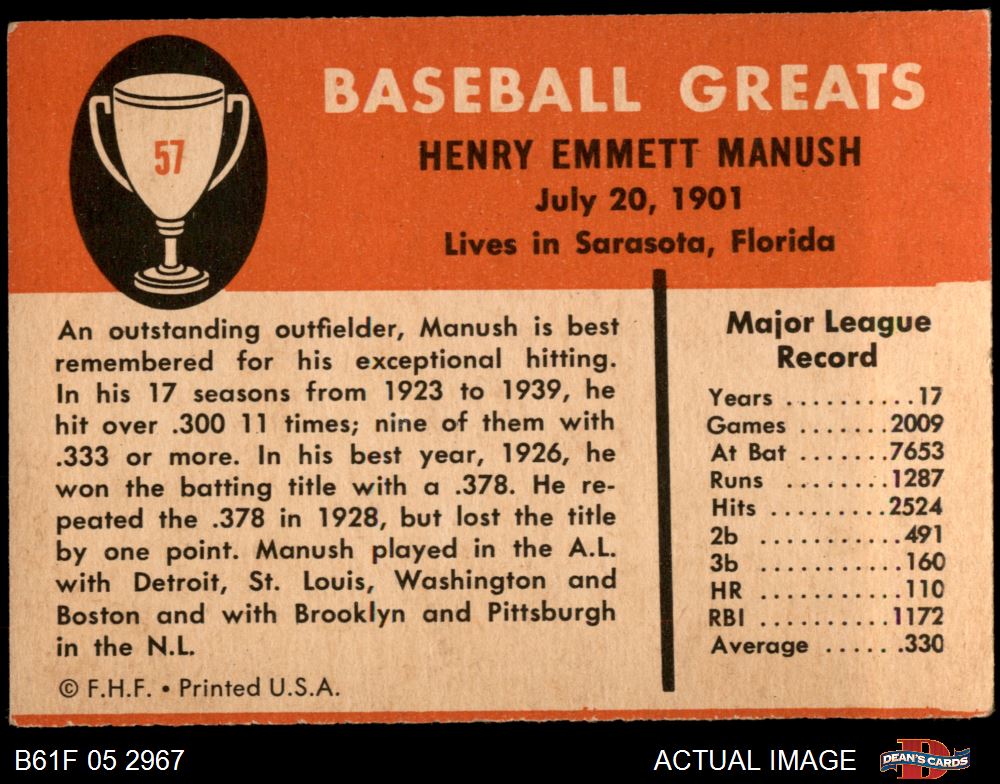 57
BASEBALL GREATS
HENRY EMMETT MANUSH
July 20, 1901
Lives in Sarasota, Florida
An outstanding outfielder, Manush is best
remembered for his exceptional hitting.
In his 17 seasons from 1923 to 1939, he
hit over .300 11 times; nine of them with
.333 or more. In his best year, 1926, he
won the batting title with a .378. He re-
peated the .378 in 1928, but lost the title
by one point. Manush played in the A.L.
with Detroit, St. Louis, Washington and
Boston and with Brooklyn and Pittsburgh
in the N.L.
© F.H.F. • Printed U.S.A.
Major League
Record
Years ..........17
Games .......2009
At Bat .......7653
Runs .......1287
Hits .........2524
2b ...........491
3b ...........160
HR ...........110
RBI ..........1172
Average ......330
B61F 05 2967
ACTUAL IMAGE
D
DEAN'S CARDS